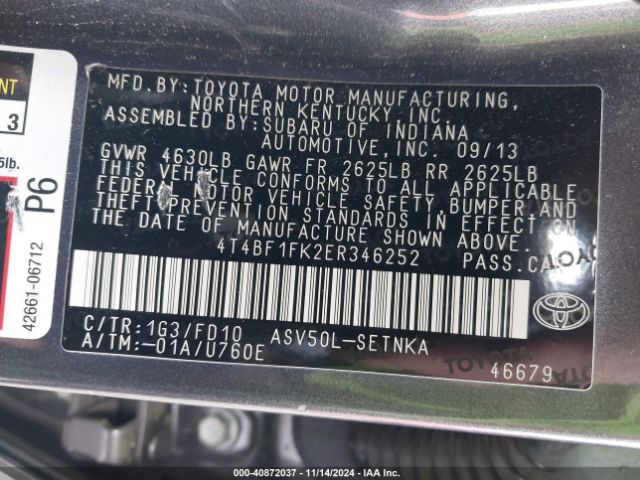 NT
3
5lb.
P6
42661-06712
MFD.BY:TOYOTA MOTOR MANUFACTURING,
NORTHERN KENTUCKY,INC.
ASSEMBLED BY:SUBARU OF INDIANA
AUTOMOTIVE,INC. 09/13
GVWR 4630LB GAWR FR 2625LB RR 2625LB
THIS VEHICLE CONFORMS TO ALL APPLICABLE
FEDERAL MOTOR VEHICLE SAFETY,BUMPER,AND
THEFT PREVENTION STANDARDS IN EFFECT ON
THE DATE OF MANUFACTURE SHOWN ABOVE.
4T4BF1FK2ER346252 PASS.CAR
C/TR:1G3/FD10 ASV50L-SETNKA
A/TM:-01A/U760E
TOYOTA
46679
000-40872037 - 11/14/2024 - IAA Inc.